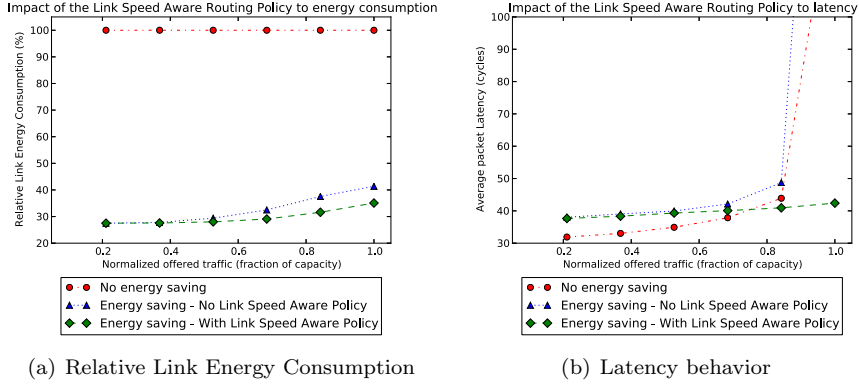 Impact of the Link Speed Aware Routing Policy to energy consumption
Relative Link Energy Consumption (%)
100
90
80
70
60
50
40
30
20
0.2
0.4
0.6
0.8
1.0
Normalized offered traffic (fraction of capacity)
No energy saving
Energy saving - No Link Speed Aware Policy
Energy saving - With Link Speed Aware Policy
(a) Relative Link Energy Consumption
Impact of the Link Speed Aware Routing Policy to latency
Average packet Latency (cycles)
100
90
80
70
60
50
40
30
0.2
0.4
0.6
0.8
1.0
Normalized offered traffic (fraction of capacity)
No energy saving
Energy saving - No Link Speed Aware Policy
Energy saving - With Link Speed Aware Policy
(b) Latency behavior